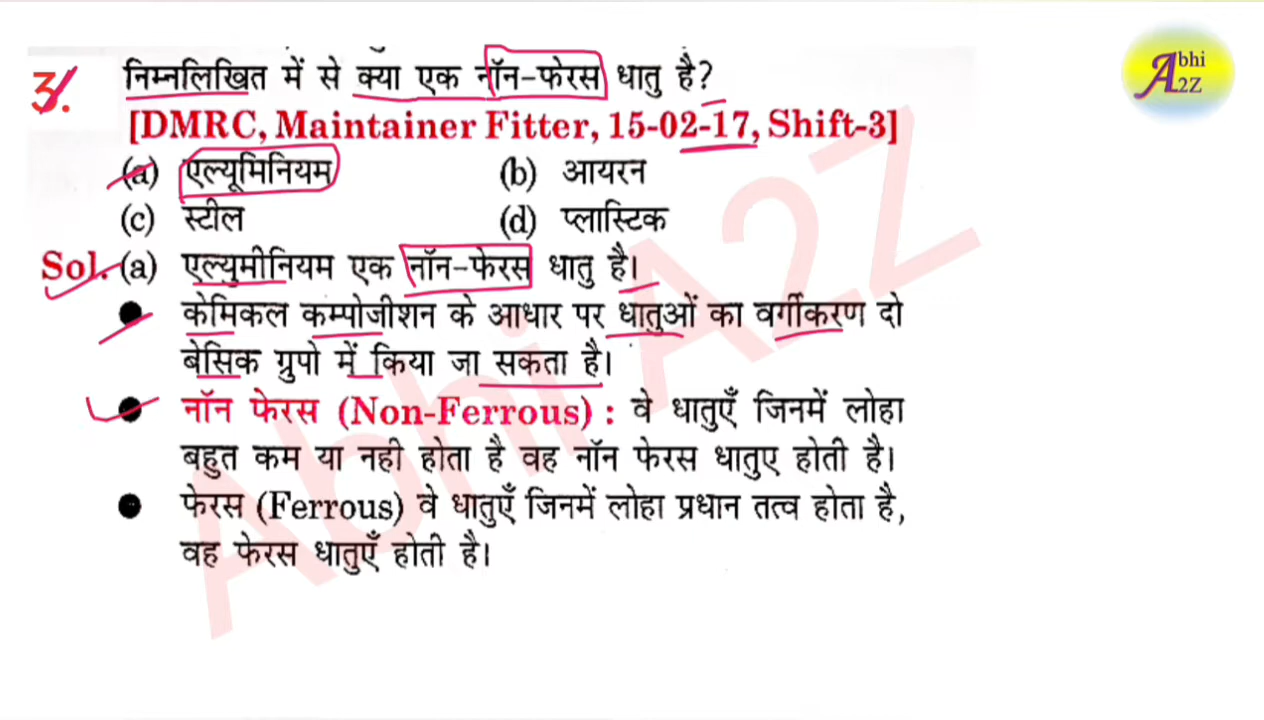 3.
निम्नलिखित में से क्या एक नॉन-फेरस धातु है?
[DMRC, Maintainer Fitter, 15-02-17, Shift-3]
(a) एल्यूमिनियम (b) आयरन
(c) स्टील (d) प्लास्टिक
Sol. (a) एल्युमीनियम एक नॉन-फेरस धातु है।
● केमिकल कम्पोजीशन के आधार पर धातुओं का वर्गीकरण दो
बेसिक ग्रुपो में किया जा सकता है।
● नॉन फेरस (Non-Ferrous) : वे धातुएँ जिनमें लोहा
बहुत कम या नही होता है वह नॉन फेरस धातुए होती है।
● फेरस (Ferrous) वे धातुएँ जिनमें लोहा प्रधान तत्व होता है,
वह फेरस धातुएँ होती है।
Abhi A2Z
Abhi
A2Z